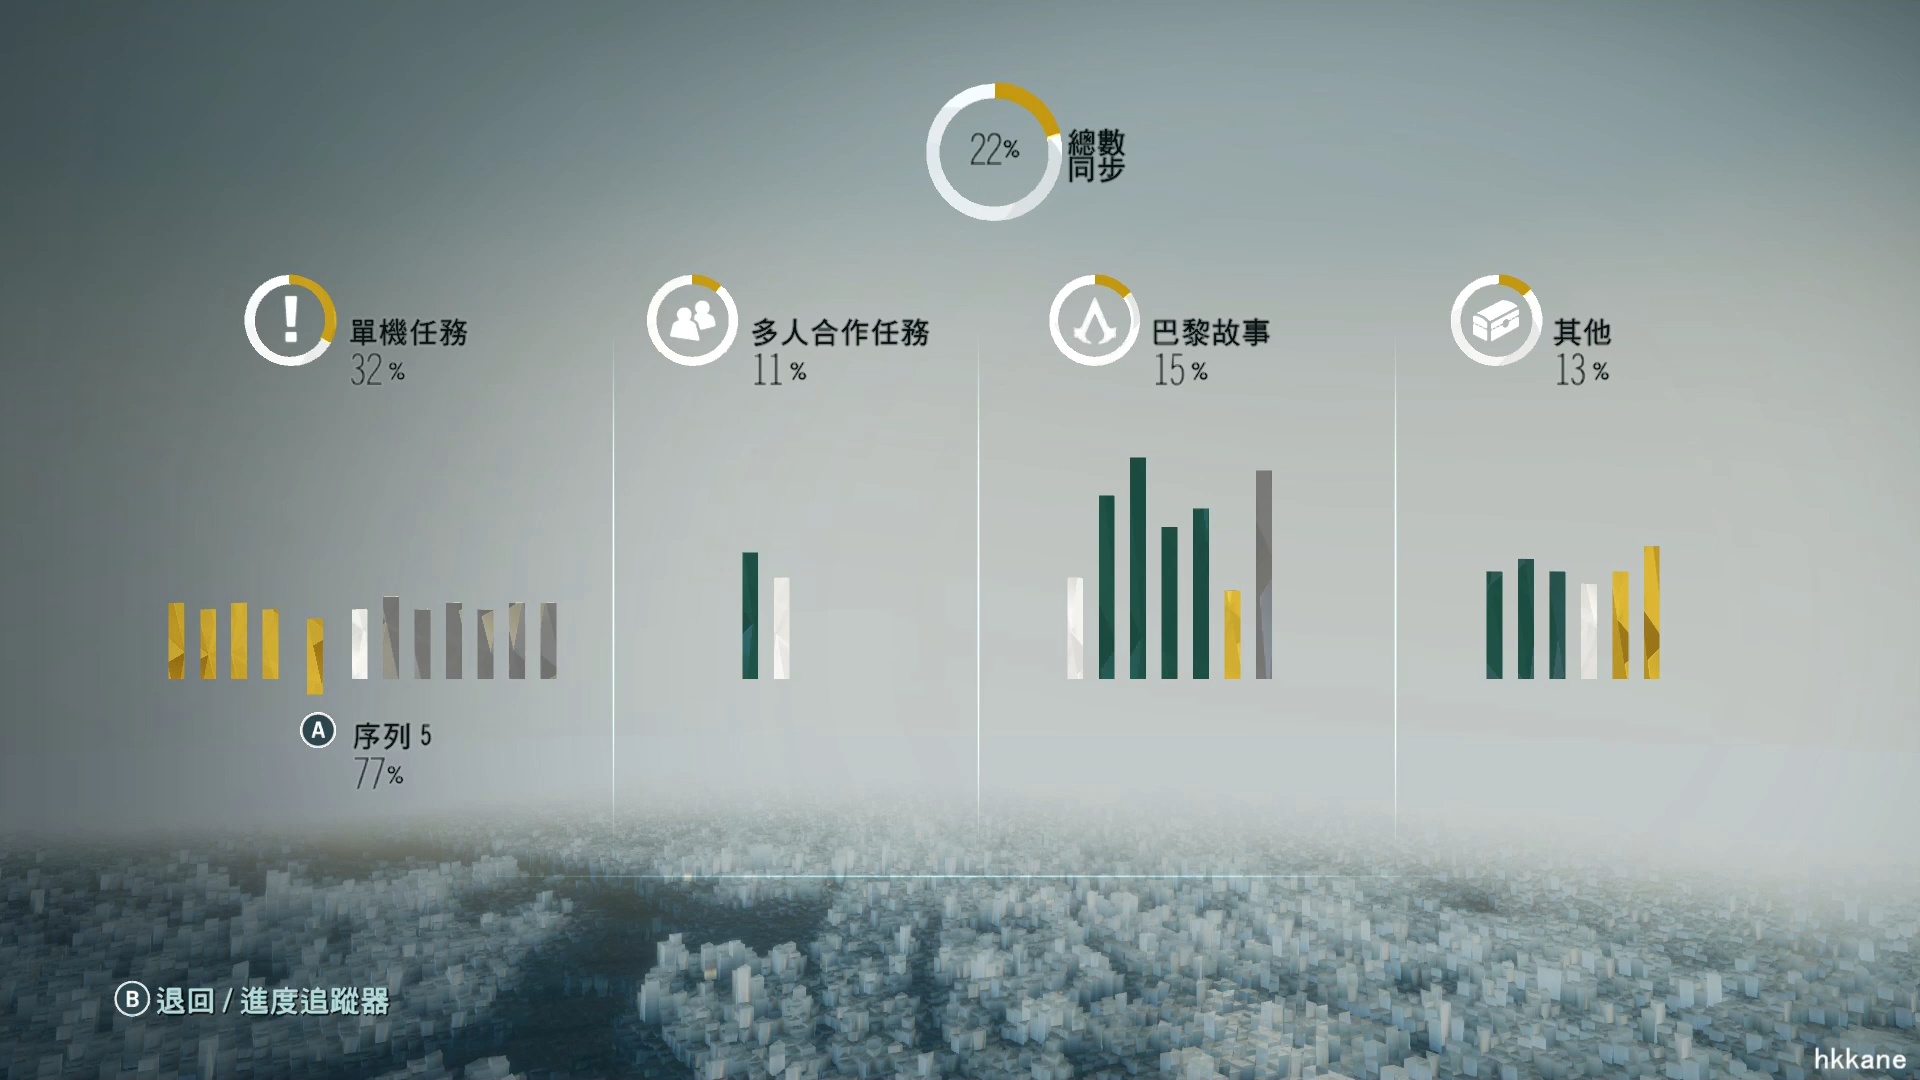 22%
總數
同步
單機任務
32 %
多人合作任務
11 %
巴黎故事
15 %
其他
13 %
A 序列 5
77%
B 退回 / 進度追蹤器
hkkane